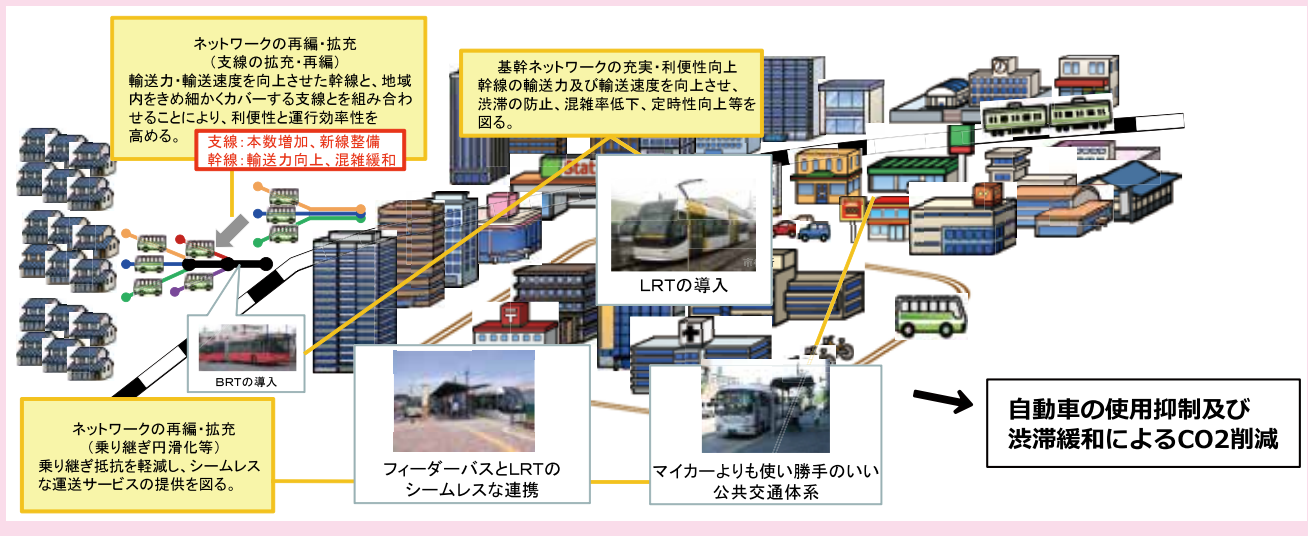 ネットワークの再編・拡充
（支線の拡充・再編）
輸送力・輸送速度を向上させた幹線と、地域
内をきめ細かくカバーする支線とを組み合わ
せることにより、利便性と運行効率性を
高める。
支線：本数増加、新線整備
幹線：輸送力向上、混雑緩和
基幹ネットワークの充実・利便性向上
幹線の輸送力及び輸送速度を向上させ、
渋滞の防止、混雑率低下、定時性向上等を
図る。
Stat
LRTの導入
BRTの導入
ネットワークの再編・拡充
（乗り継ぎ円滑化等）
乗り継ぎ抵抗を軽減し、シームレス
な運送サービスの提供を図る。
フィーダーバスとLRTの
シームレスな連携
マイカーよりも使い勝手のいい
公共交通体系
自動車の使用抑制及び
渋滞緩和によるCO2削減